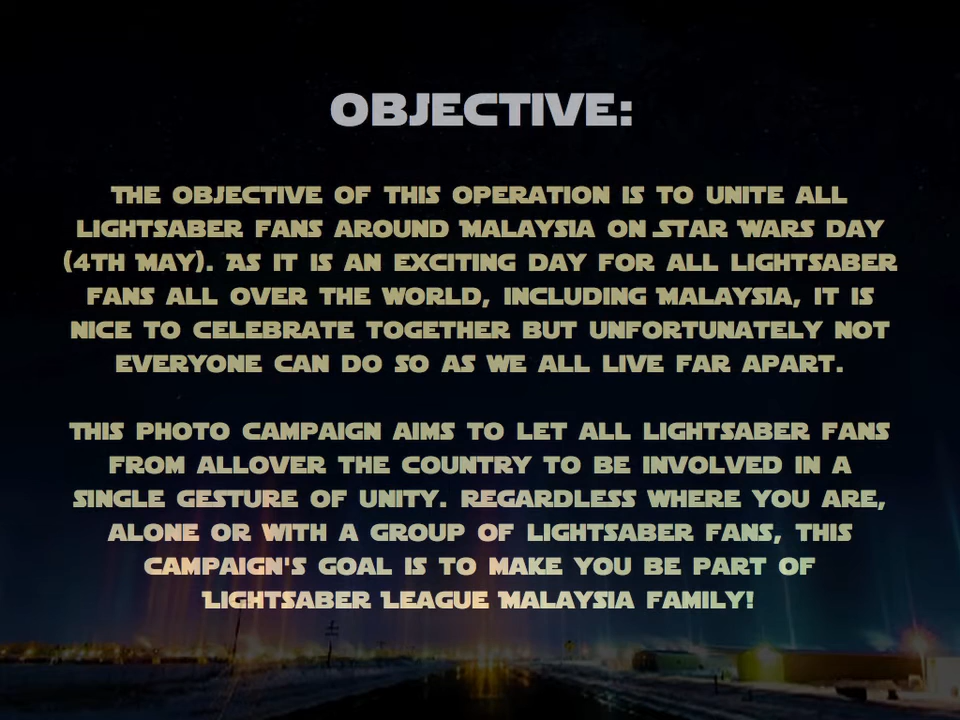 OBJECTIVE:
THE OBJECTIVE OF THIS OPERATION IS TO UNITE ALL
LIGHTSABER FANS AROUND MALAYSIA ON STAR WARS DAY
(4TH MAY). AS IT IS AN EXCITING DAY FOR ALL LIGHTSABER
FANS ALL OVER THE WORLD, INCLUDING MALAYSIA, IT IS
NICE TO CELEBRATE TOGETHER BUT UNFORTUNATELY NOT
EVERYONE CAN DO SO AS WE ALL LIVE FAR APART.
THIS PHOTO CAMPAIGN AIMS TO LET ALL LIGHTSABER FANS
FROM ALLOVER THE COUNTRY TO BE INVOLVED IN A
SINGLE GESTURE OF UNITY. REGARDLESS WHERE YOU ARE,
ALONE OR WITH A GROUP OF LIGHTSABER FANS, THIS
CAMPAIGN'S GOAL IS TO MAKE YOU BE PART OF
LIGHTSABER LEAGUE MALAYSIA FAMILY!